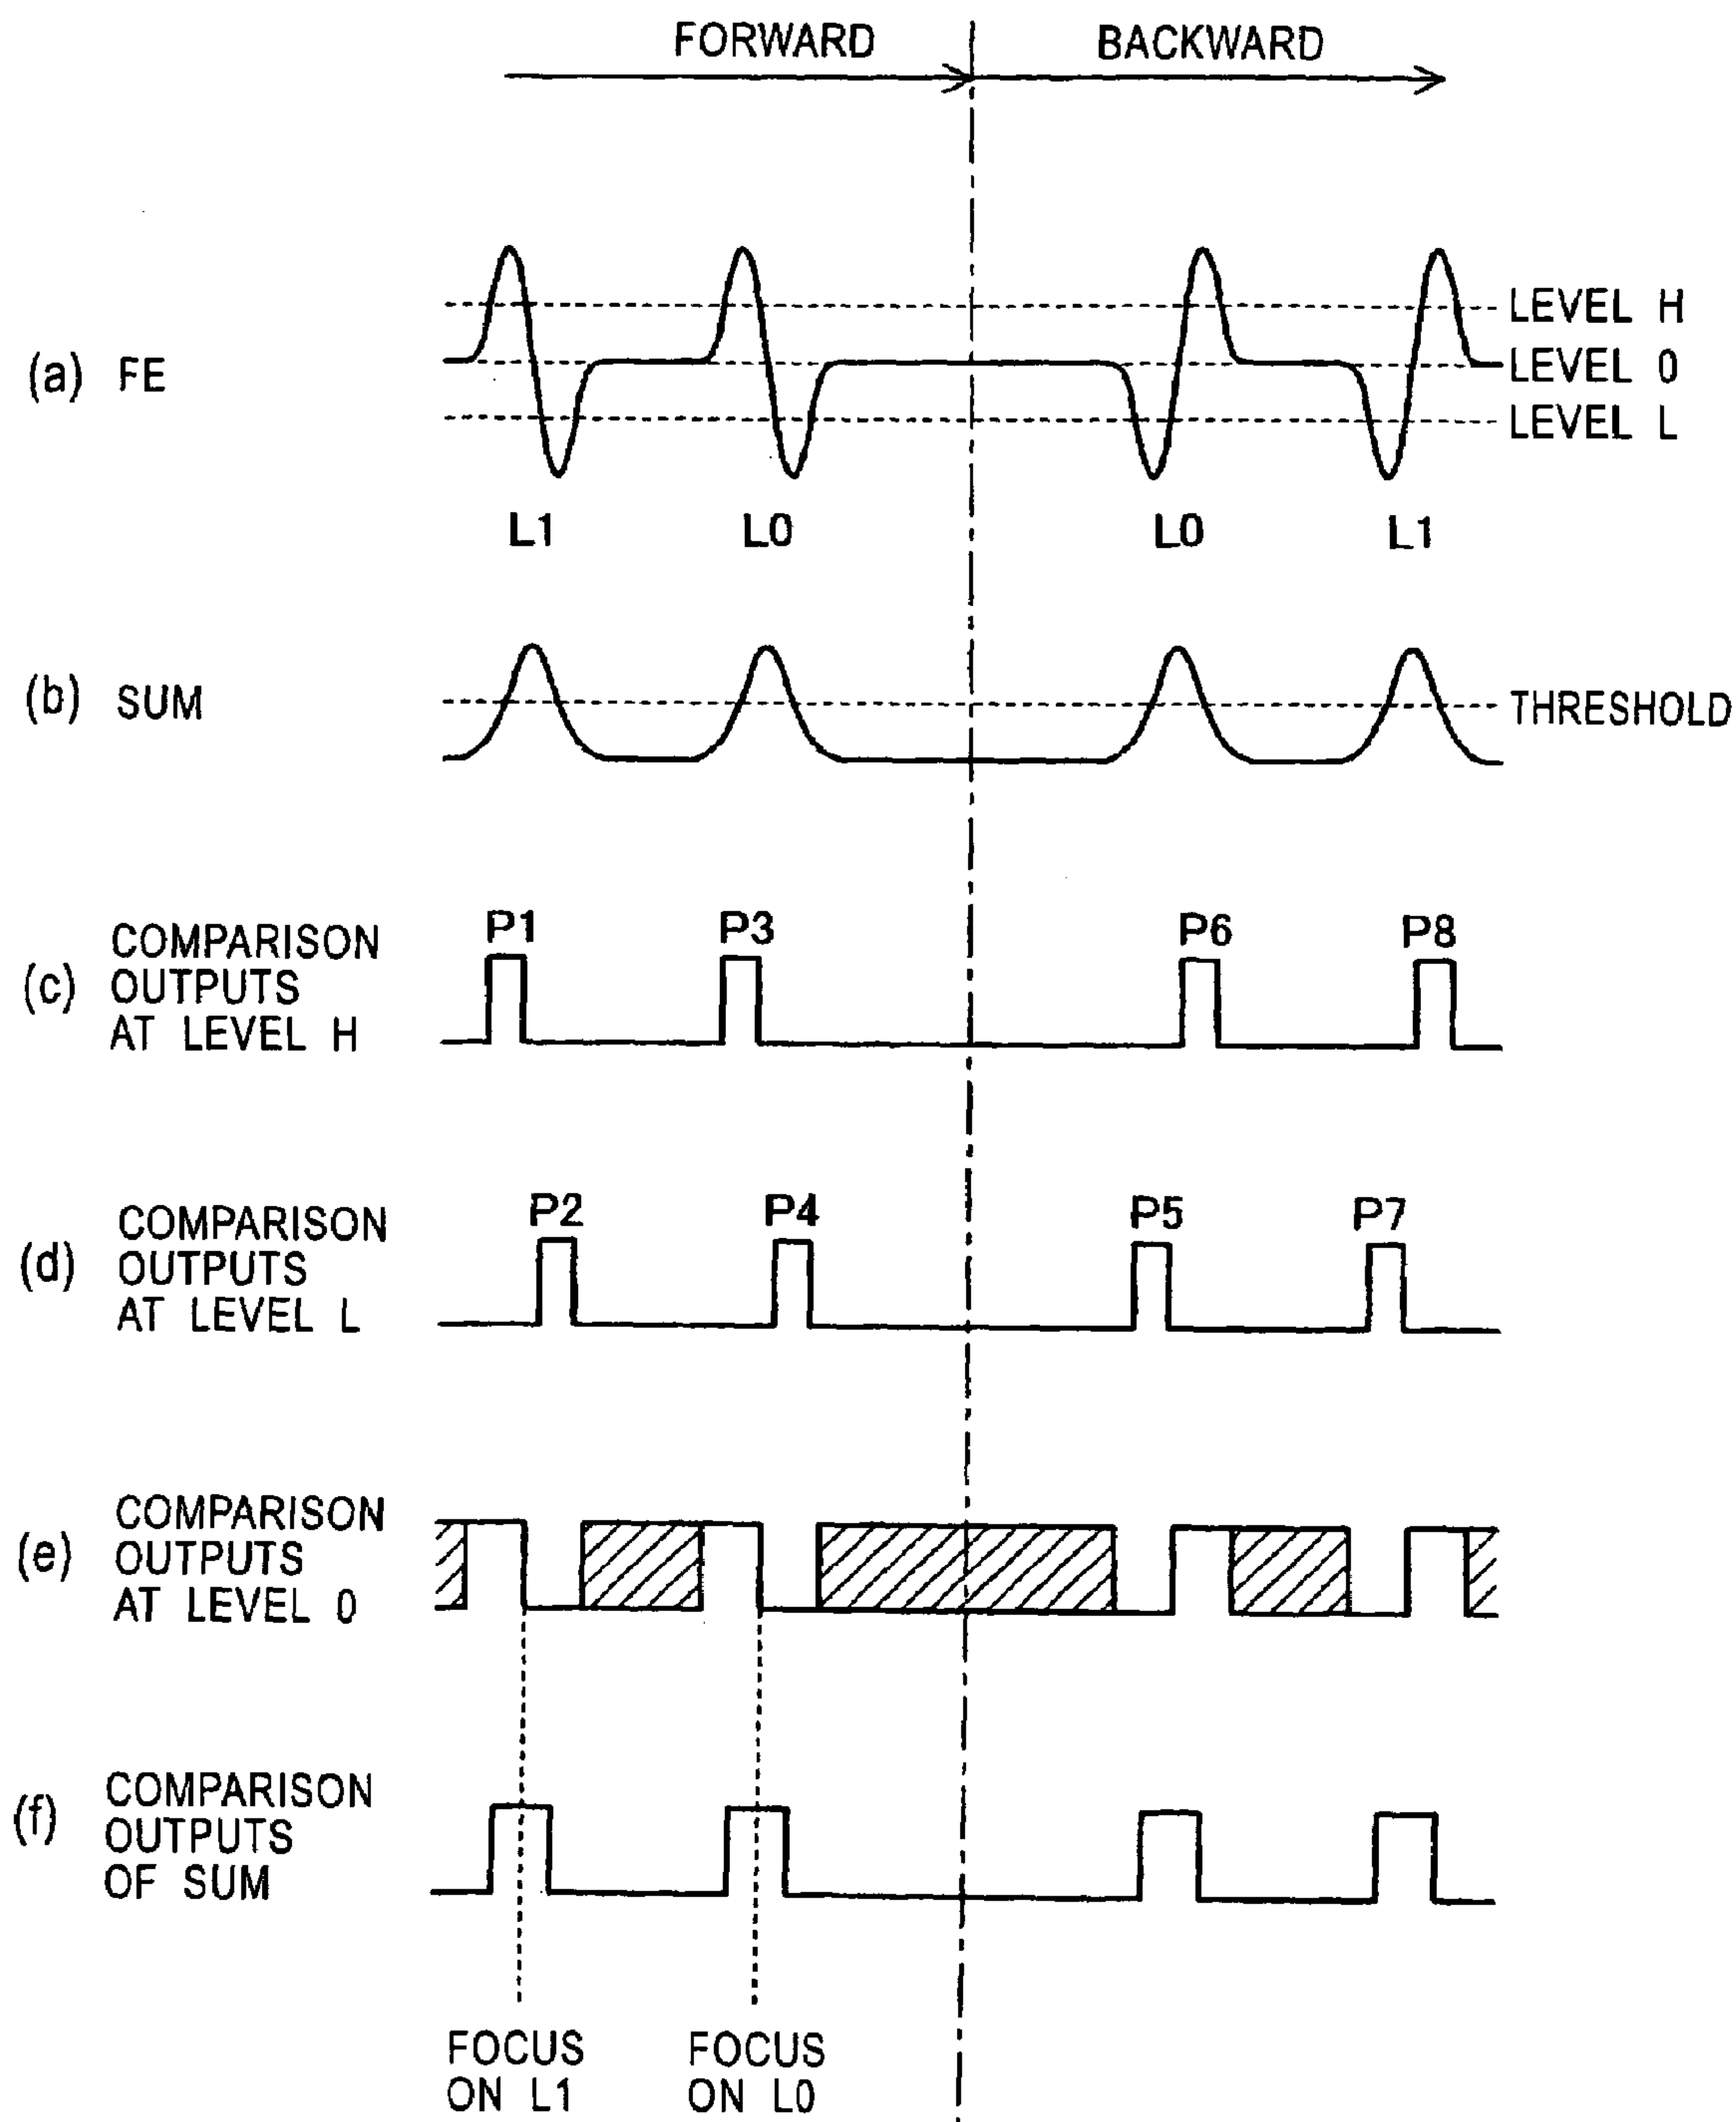 FORWARD
BACKWARD
(a) FE
LEVEL H
LEVEL 0
LEVEL L
L1
L0
L0
L1
(b) SUM
THRESHOLD
(c) COMPARISON
OUTPUTS
AT LEVEL H
P1
P3
P6
P8
(d) COMPARISON
OUTPUTS
AT LEVEL L
P2
P4
P5
P7
(e) COMPARISON
OUTPUTS
AT LEVEL 0
(f) COMPARISON
OUTPUTS
OF SUM
FOCUS
ON L1
FOCUS
ON L0